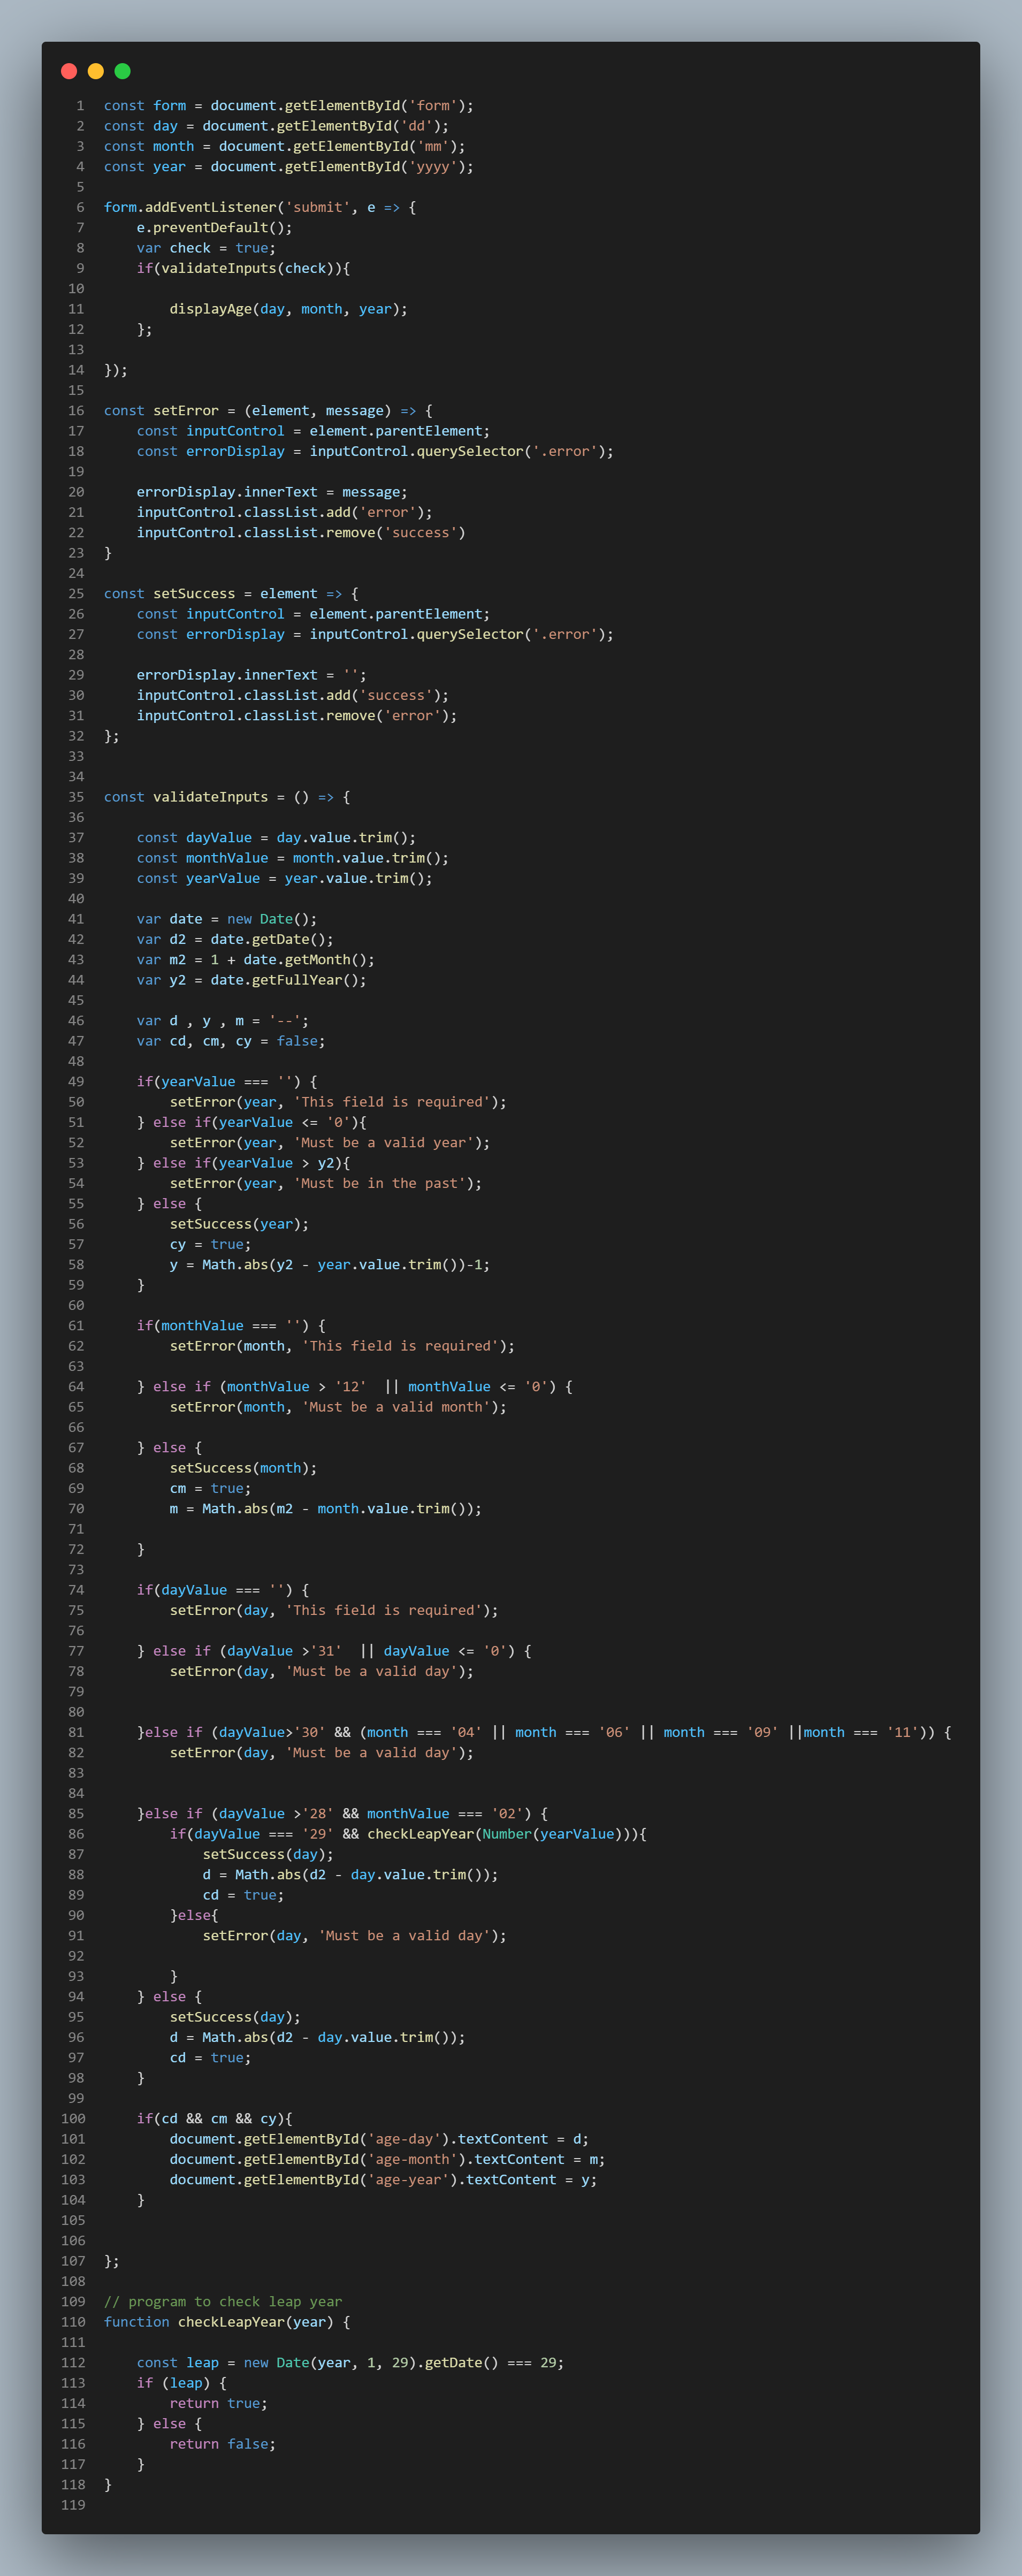 1 const form = document.getElementById('form');
2 const day = document.getElementById('dd');
3 const month = document.getElementById('mm');
4 const year = document.getElementById('yyyy');
5
6 form.addEventListener('submit', e => {
7     e.preventDefault();
8     var check = true;
9     if(validateInputs(check)){
10
11         displayAge(day, month, year);
12     };
13
14 });
15
16 const setError = (element, message) => {
17     const inputControl = element.parentElement;
18     const errorDisplay = inputControl.querySelector('.error');
19
20     errorDisplay.innerText = message;
21     inputControl.classList.add('error');
22     inputControl.classList.remove('success')
23 }
24
25 const setSuccess = element => {
26     const inputControl = element.parentElement;
27     const errorDisplay = inputControl.querySelector('.error');
28
29     errorDisplay.innerText = '';
30     inputControl.classList.add('success');
31     inputControl.classList.remove('error');
32 };
33
34
35 const validateInputs = () => {
36
37     const dayValue = day.value.trim();
38     const monthValue = month.value.trim();
39     const yearValue = year.value.trim();
40
41     var date = new Date();
42     var d2 = date.getDate();
43     var m2 = 1 + date.getMonth();
44     var y2 = date.getFullYear();
45
46     var d , y , m = '--';
47     var cd, cm, cy = false;
48
49     if(yearValue === '') {
50         setError(year, 'This field is required');
51     } else if(yearValue <= '0'){
52         setError(year, 'Must be a valid year');
53     } else if(yearValue > y2){
54         setError(year, 'Must be in the past');
55     } else {
56         setSuccess(year);
57         cy = true;
58         y = Math.abs(y2 - year.value.trim())-1;
59     }
60
61     if(monthValue === '') {
62         setError(month, 'This field is required');
63
64     } else if (monthValue > '12'  || monthValue <= '0') {
65         setError(month, 'Must be a valid month');
66
67     } else {
68         setSuccess(month);
69         cm = true;
70         m = Math.abs(m2 - month.value.trim());
71
72     }
73
74     if(dayValue === '') {
75         setError(day, 'This field is required');
76
77     } else if (dayValue >'31'  || dayValue <= '0') {
78         setError(day, 'Must be a valid day');
79
80
81     }else if (dayValue>'30' && (month === '04' || month === '06' || month === '09' ||month === '11')) {
82         setError(day, 'Must be a valid day');
83
84
85     }else if (dayValue >'28' && monthValue === '02') {
86         if(dayValue === '29' && checkLeapYear(Number(yearValue))){
87             setSuccess(day);
88             d = Math.abs(d2 - day.value.trim());
89             cd = true;
90         }else{
91             setError(day, 'Must be a valid day');
92
93         }
94     } else {
95         setSuccess(day);
96         d = Math.abs(d2 - day.value.trim());
97         cd = true;
98     }
99
100     if(cd && cm && cy){
101         document.getElementById('age-day').textContent = d;
102         document.getElementById('age-month').textContent = m;
103         document.getElementById('age-year').textContent = y;
104     }
105
106
107 };
108
109 // program to check leap year
110 function checkLeapYear(year) {
111
112     const leap = new Date(year, 1, 29).getDate() === 29;
113     if (leap) {
114         return true;
115     } else {
116         return false;
117     }
118 }
119